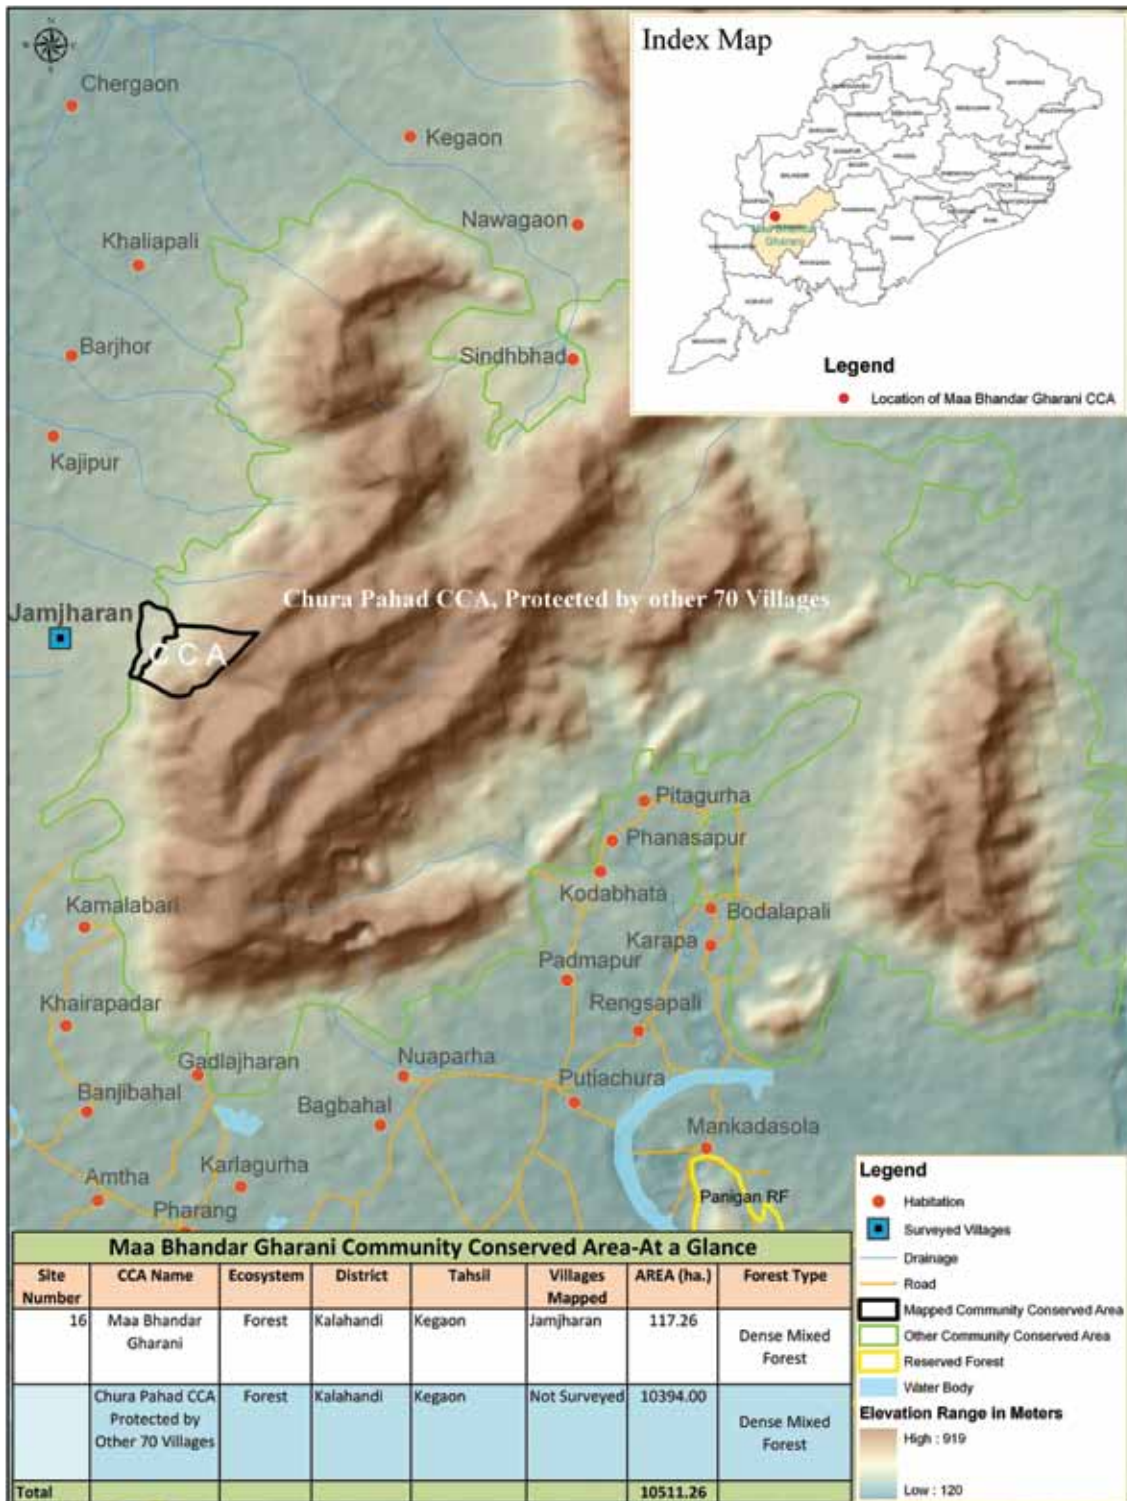 Index Map
Chergaon
Kegaon
Nawagaon
Khaliapali
Barjhor
Sindhbhad
Kajipur
KORAPUT
Gharani
Legend
Location of Maa Bhandar Gharani CCA
Chura Pahad CCA, Protected by other 70 Villages
Jamjharan
CCA
Pitagurha
Phanasapur
Kodabhata
Kamalabari
Bodalapali
Karapa
Padmapur
Khairapadar
Rengsapali
Gadlajharan
Nuaparha
Putiachura
Banjibahal
Bagbahal
Mankadasola
Karlagurha
Amtha
Pharang
Panigan RF
Legend
Habitation
Surveyed Villages
Drainage
Road
Mapped Community Conserved Area
Other Community Conserved Area
Reserved Forest
Water Body
Elevation Range in Meters
High : 919
Low : 120
Maa Bhandar Gharani Community Conserved Area-At a Glance
Site Number CCA Name Ecosystem District Tahsil Villages Mapped AREA (ha.) Forest Type
16 Maa Bhandar Gharani Forest Kalahandi Kegaon Jamjharan 117.26 Dense Mixed Forest
Chura Pahad CCA Protected by Other 70 Villages Forest Kalahandi Kegaon Not Surveyed 10394.00 Dense Mixed Forest
Total 10511.26